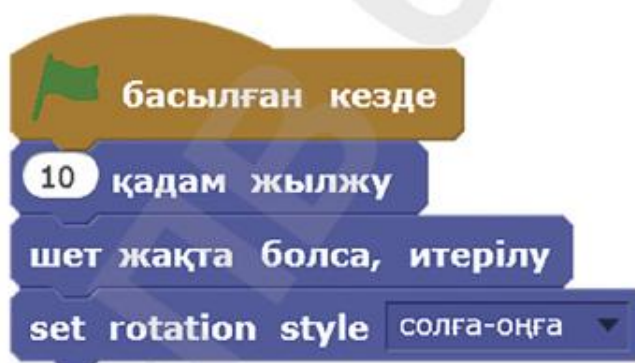 басылған кезде
10 қадам жылжу
шет жақта болса, итерілу
set rotation style солға-оңға